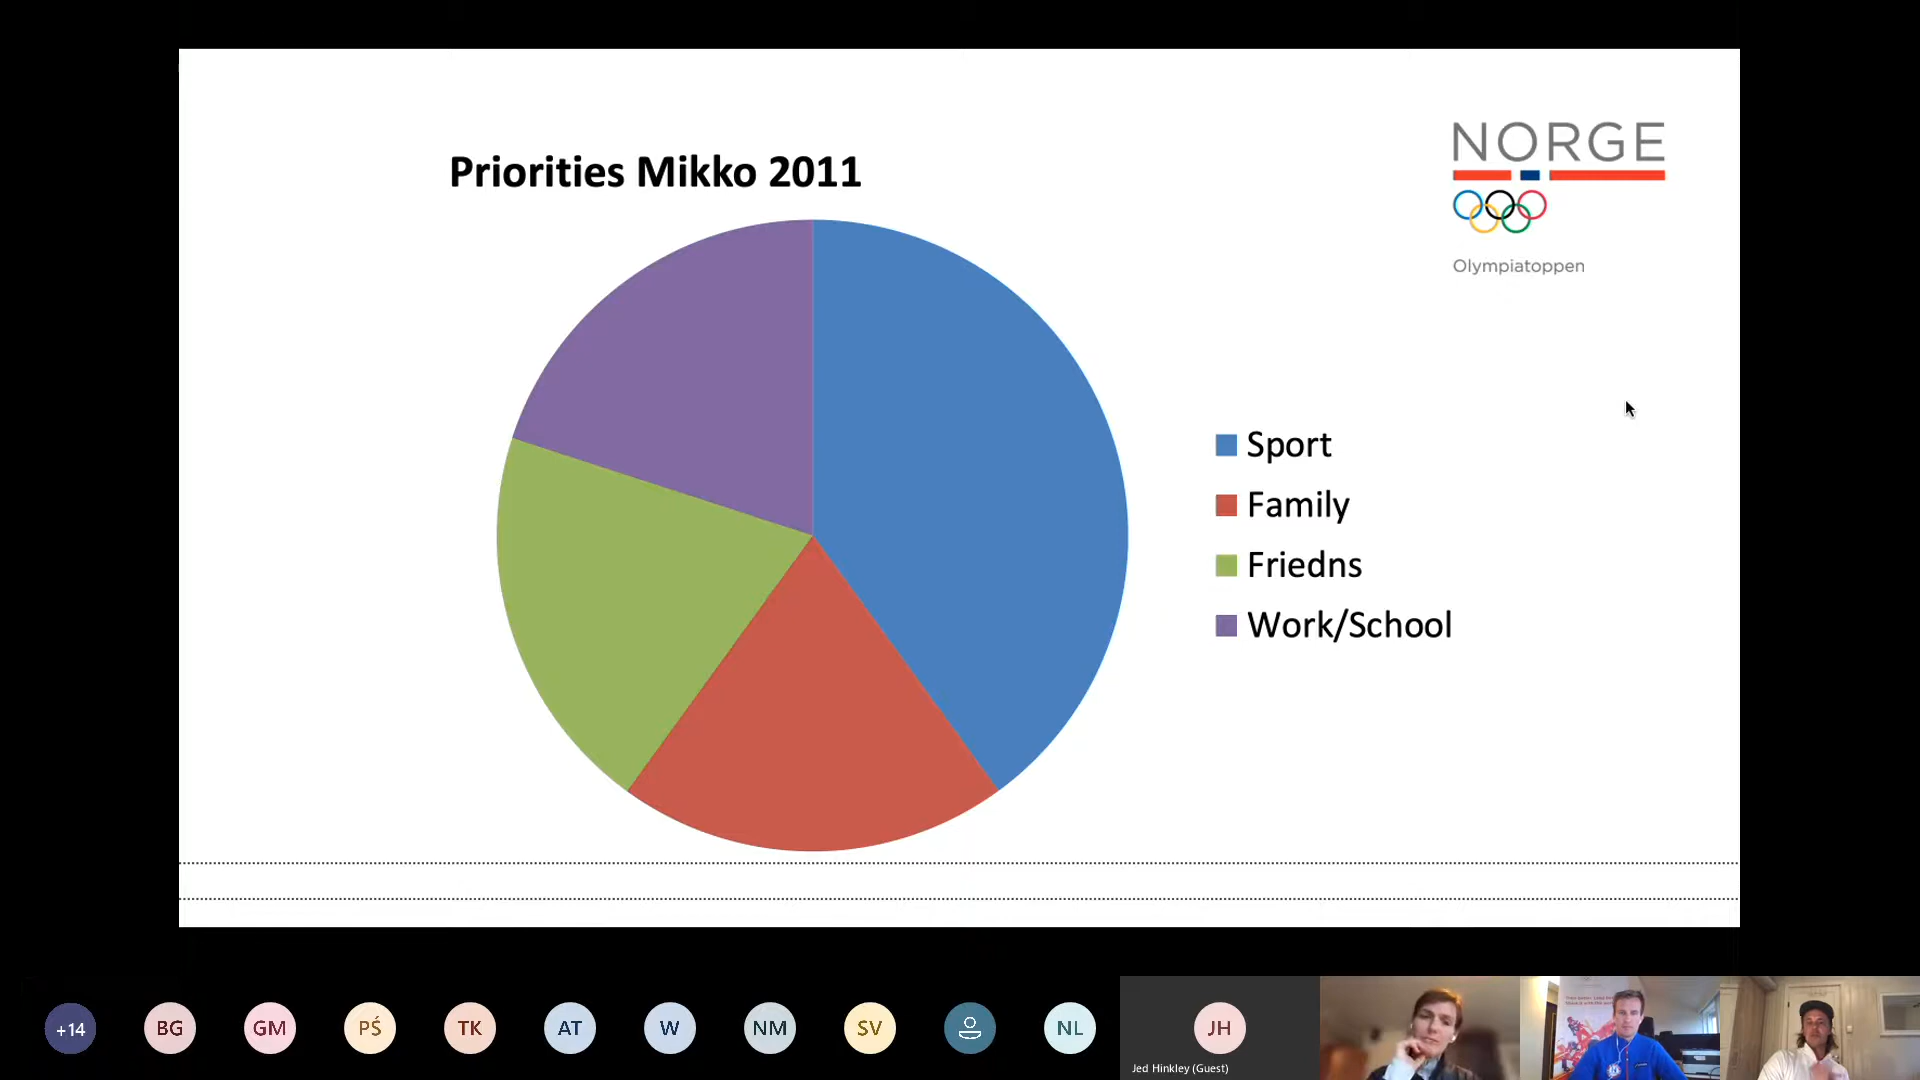 Priorities Mikko 2011
NORGE
Olympiatoppen
Sport
Family
Friedns
Work/School
+14
BG
GM
PŚ
TK
AT
W
NM
SV
NL
JH
Jed Hinkley (Guest)